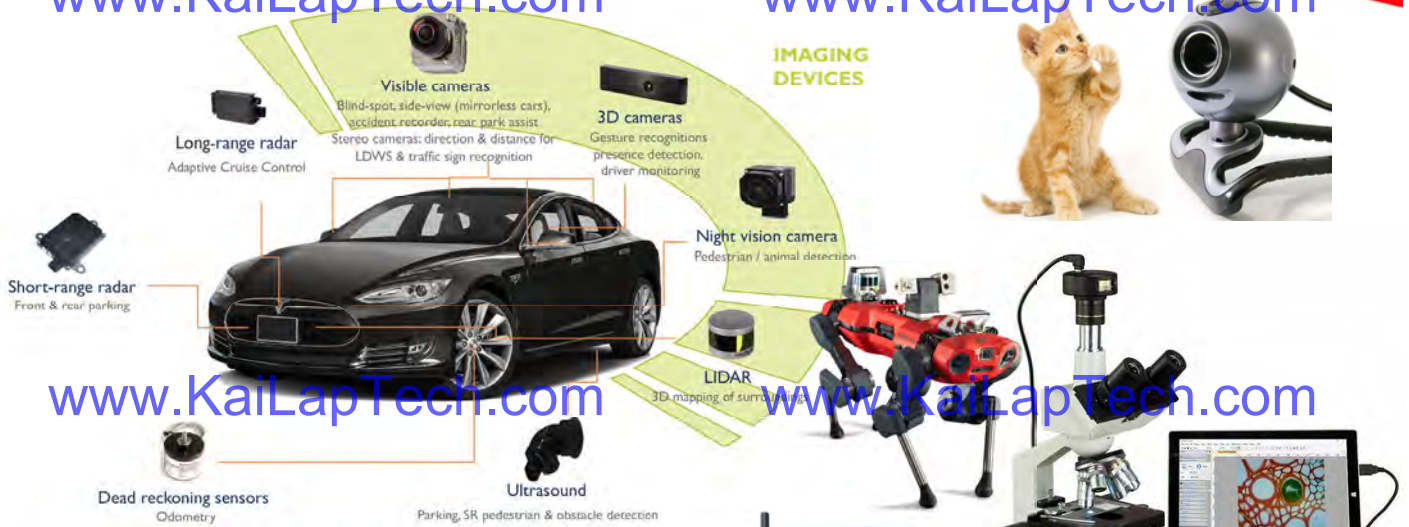 www.KaiLapTech.com
www.KaiLapTech.com
IMAGING
DEVICES
Visible cameras
Blind-spot, side-view (mirrorless cars),
accident recorder, rear park assist
Stereo cameras: direction & distance for
LDWS & traffic sign recognition
3D cameras
Gesture recognitions
presence detection,
driver monitoring
Long-range radar
Adaptive Cruise Control
Night vision camera
Pedestrian / animal detection
Short-range radar
Front & rear parking
LIDAR
3D mapping of surroundings
www.KaiLapTech.com
www.KaiLapTech.com
Dead reckoning sensors
Odometry
Ultrasound
Parking, SR pedestrian & obstacle detection